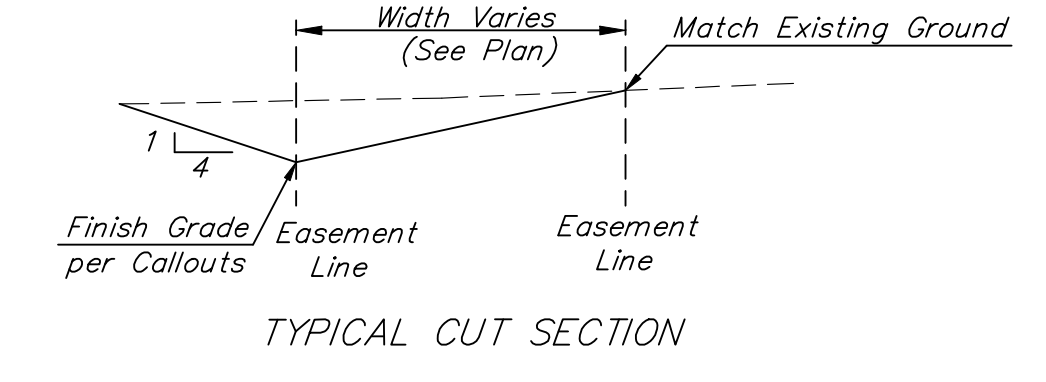 Width Varies
(See Plan)
Match Existing Ground
1
4
Finish Grade
per Callouts
Easement
Line
Easement
Line
TYPICAL CUT SECTION